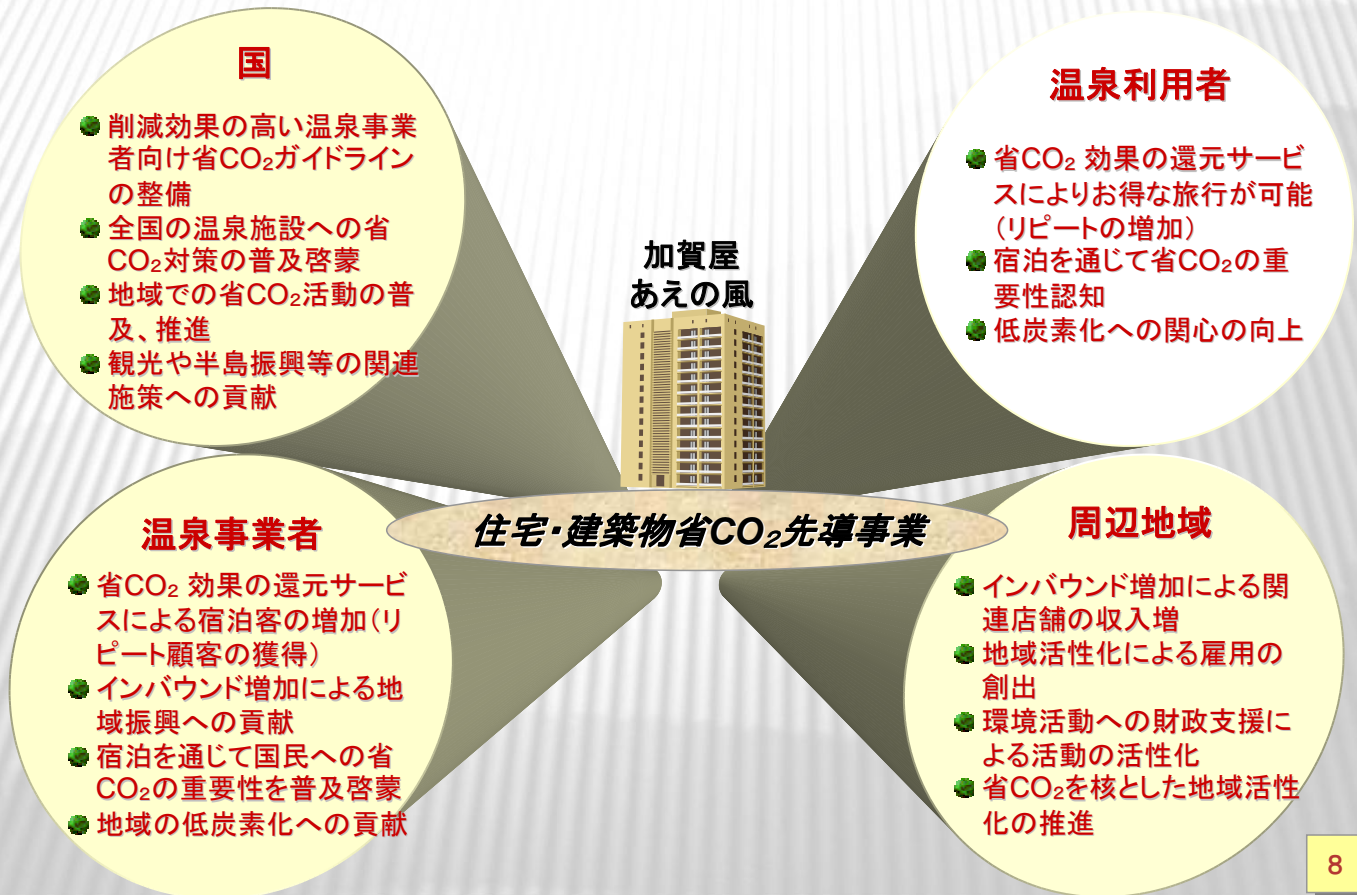 国
削減効果の高い温泉事業
者向け省CO₂ガイドライン
の整備
全国の温泉施設への省
CO₂対策の普及啓蒙
地域での省CO₂活動の普
及、推進
観光や半島振興等の関連
施策への貢献
温泉利用者
省CO₂ 効果の還元サービ
スによりお得な旅行が可能
（リピートの増加）
宿泊を通じて省CO₂の重
要性認知
低炭素化への関心の向上
加賀屋
あえの風
住宅・建築物省CO₂先導事業
温泉事業者
省CO₂ 効果の還元サービ
スによる宿泊客の増加（リ
ピート顧客の獲得）
インバウンド増加による地
域振興への貢献
宿泊を通じて国民への省
CO₂の重要性を普及啓蒙
地域の低炭素化への貢献
周辺地域
インバウンド増加による関
連店舗の収入増
地域活性化による雇用の
創出
環境活動への財政支援に
よる活動の活性化
省CO₂を核とした地域活性
化の推進
8